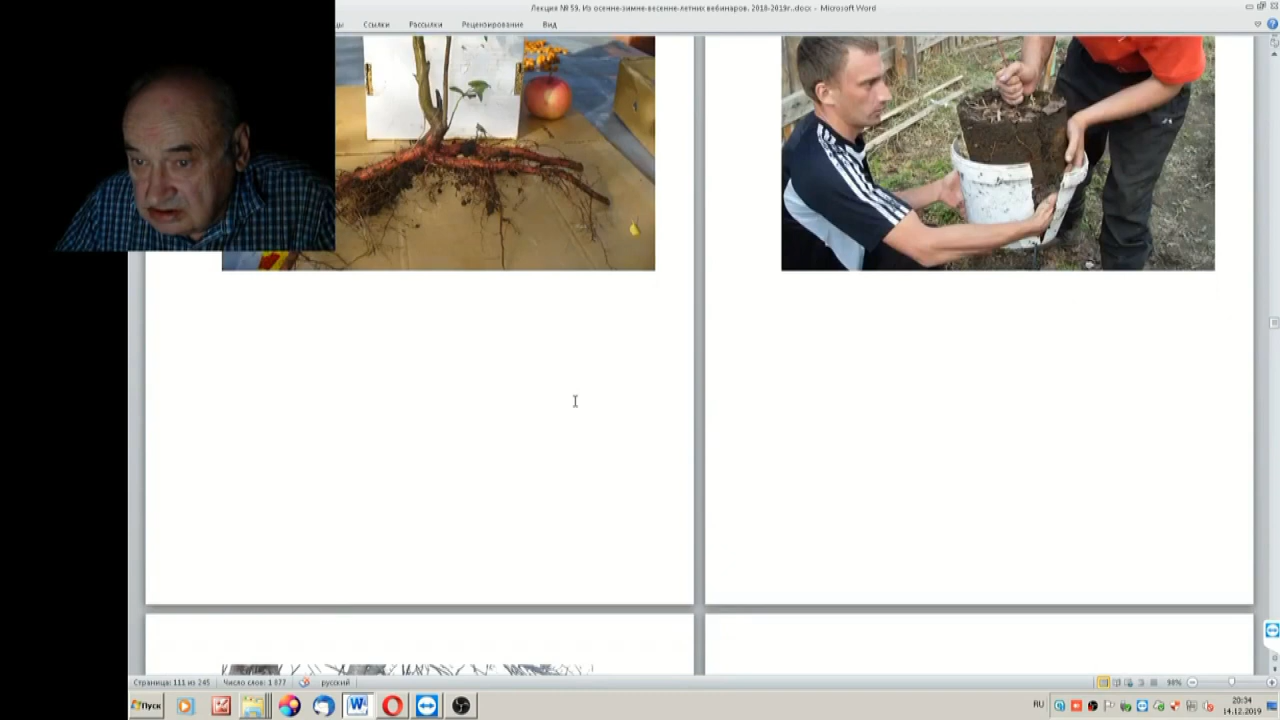 Лекция № 59. Из осенне-зимне-весенне-летних вебинаров. 2018-2019г..docx - Microsoft Word
Ссылки Рассылки Рецензирование Вид
Страница: 111 из 245 Число слов: 1 877 русский 98%
Пуск RU 20:34
14.12.2019